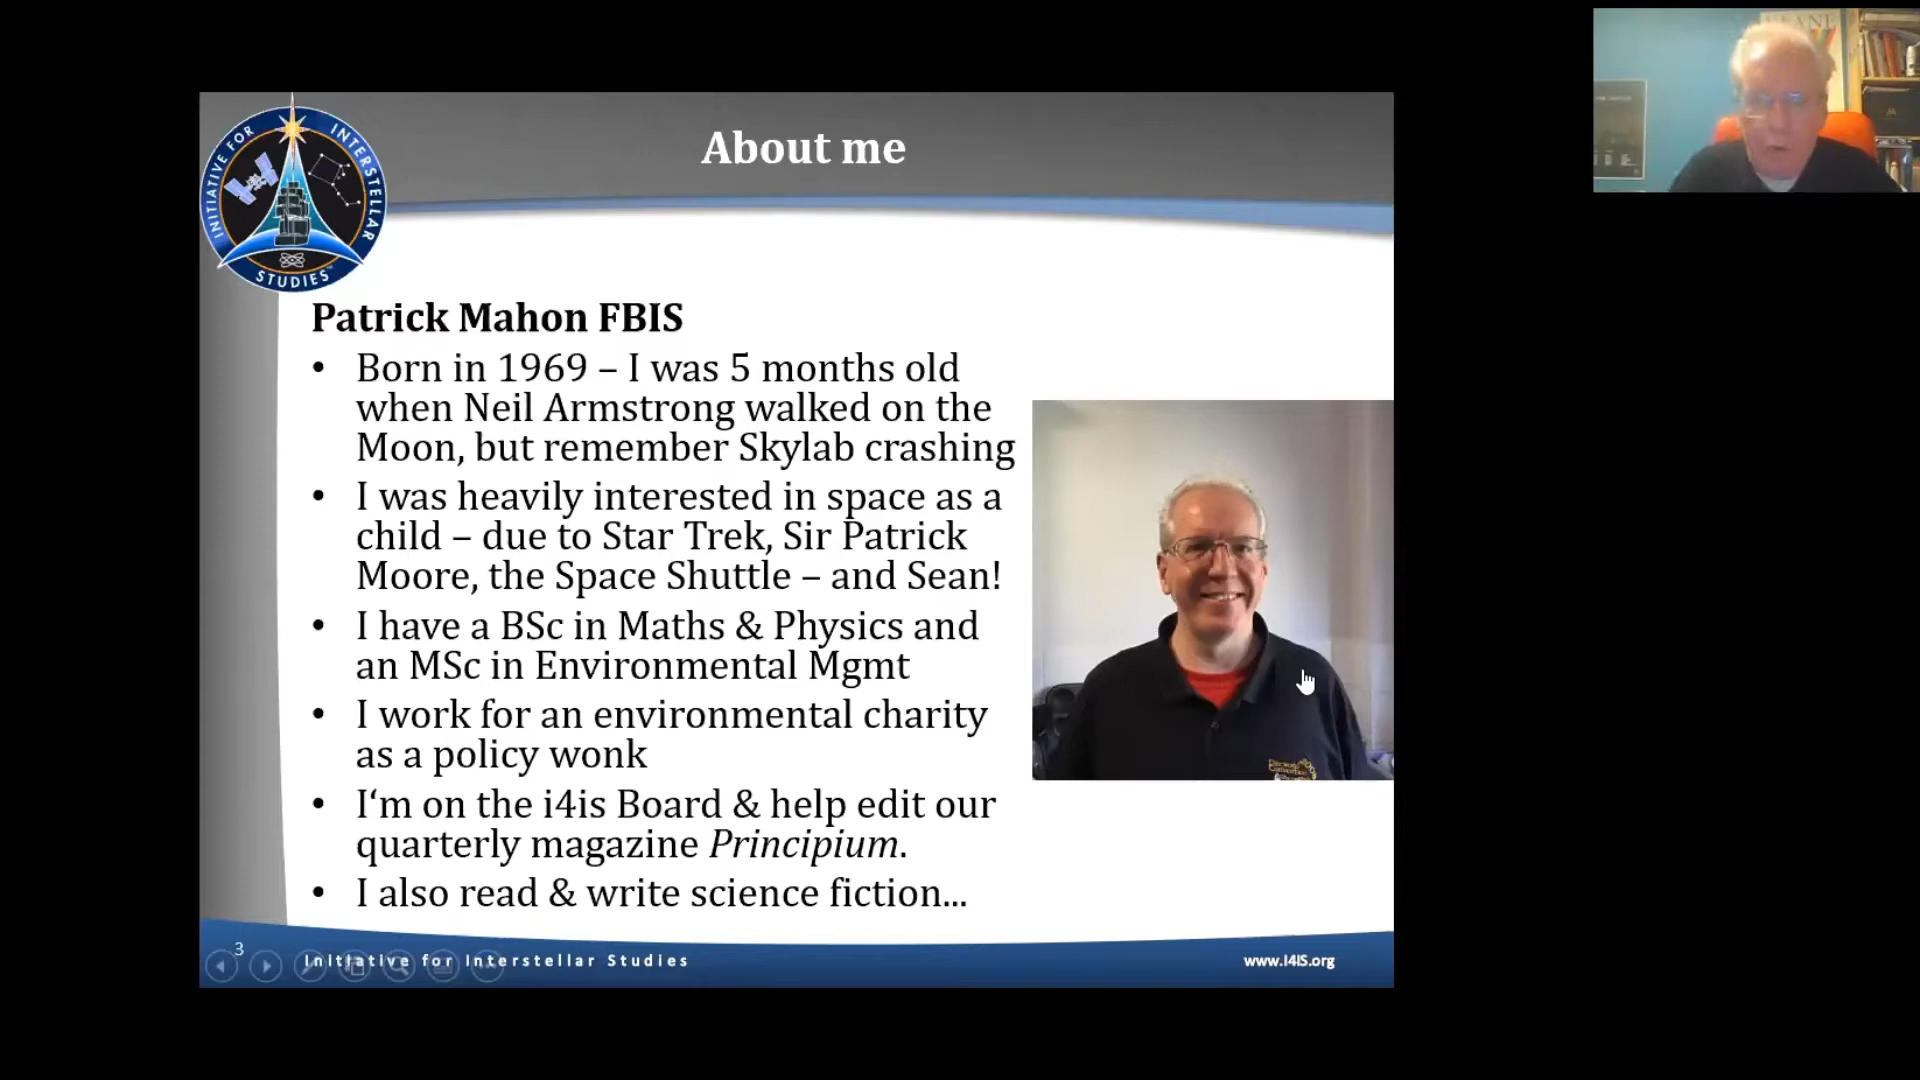 INITIATIVE FOR INTERSTELLAR STUDIES
About me
Patrick Mahon FBIS
• Born in 1969 – I was 5 months old
when Neil Armstrong walked on the
Moon, but remember Skylab crashing
• I was heavily interested in space as a
child – due to Star Trek, Sir Patrick
Moore, the Space Shuttle – and Sean!
• I have a BSc in Maths & Physics and
an MSc in Environmental Mgmt
• I work for an environmental charity
as a policy wonk
• I‘m on the i4is Board & help edit our
quarterly magazine Principium.
• I also read & write science fiction...
3
Initiative for Interstellar Studies
www.I4IS.org